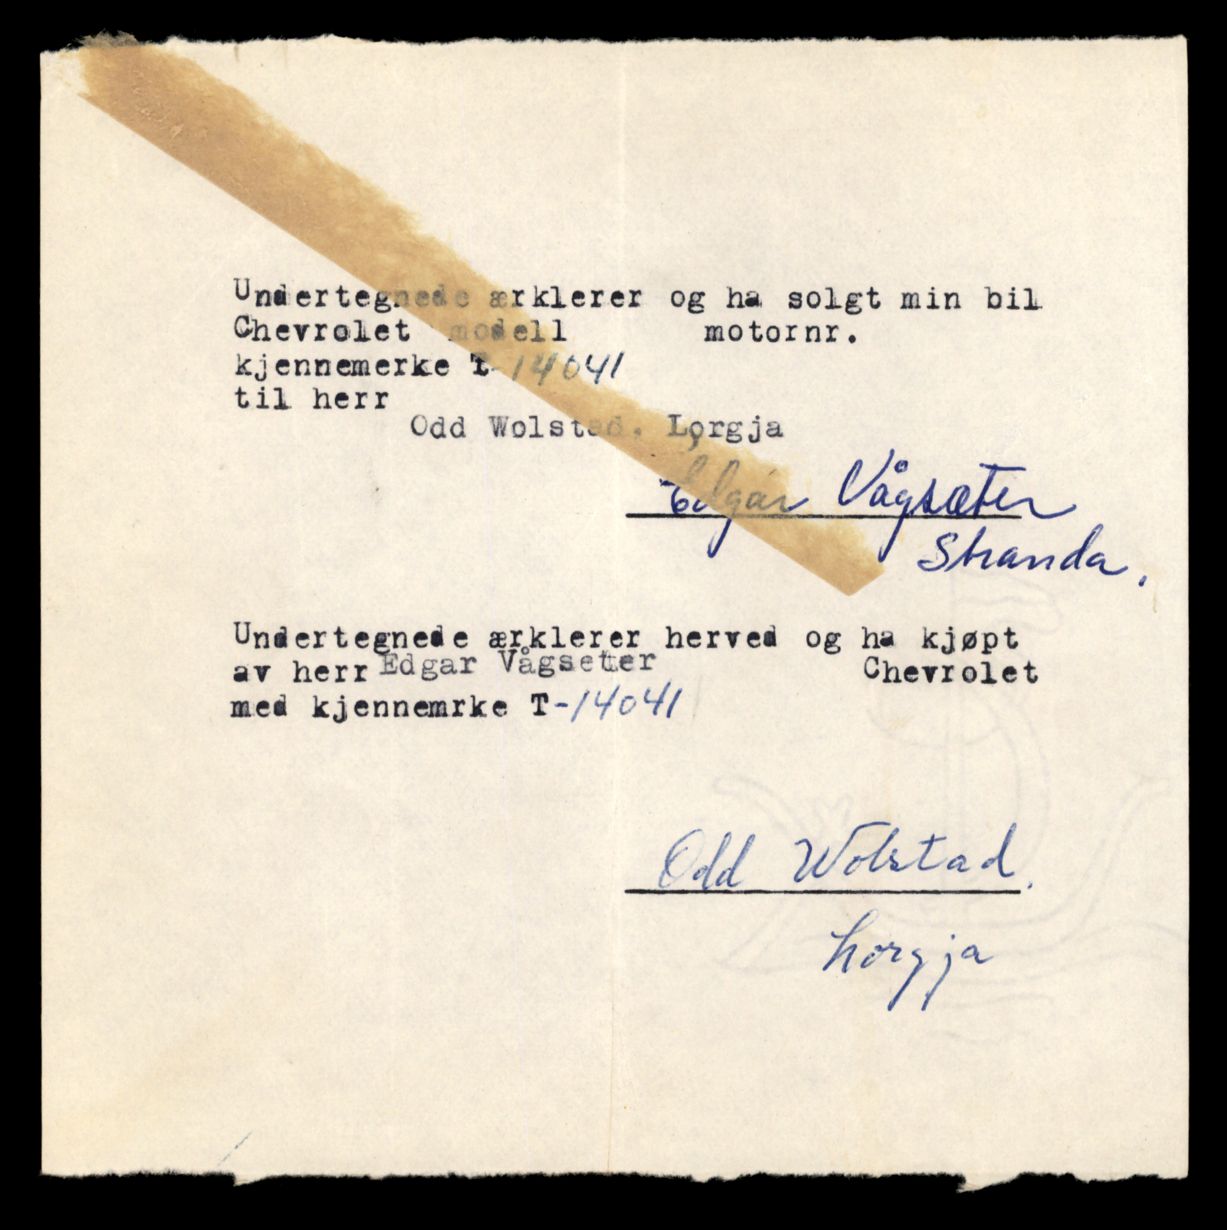 Undertegnede ærklerer og ha solgt min bil
Chevrolet modell motornr.
kjennemerke T-14041
til herr
Odd Wolstad, Lørgja
Edgar Vågsæter
Stranda.
Undertegnede ærklerer herved og ha kjøpt
av herr Edgar Vågsetter Chevrolet
med kjennemrke T-14041
Odd Wolstad.
Lorgja